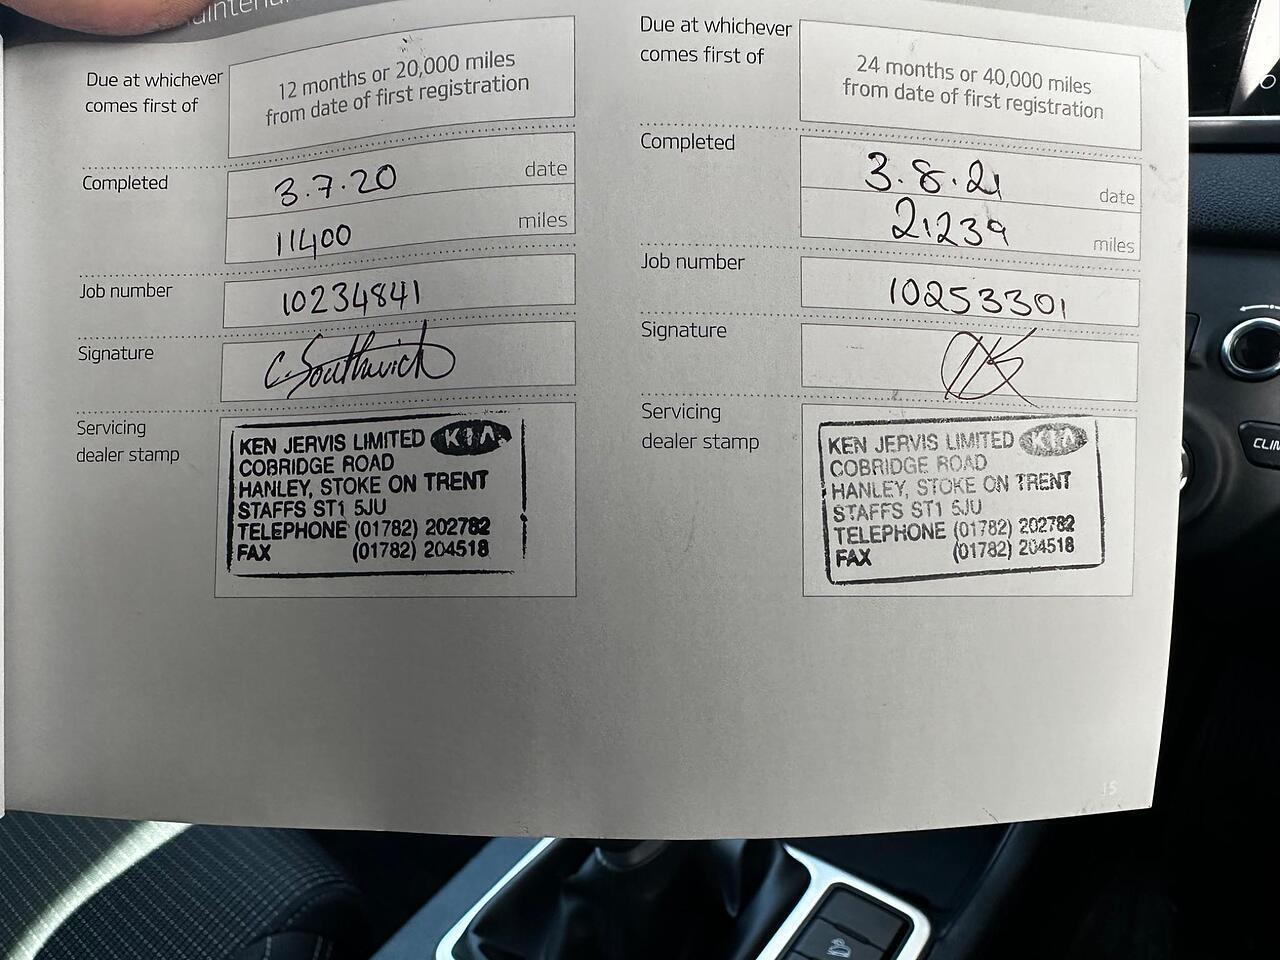 Due at whichever
comes first of
12 months or 20,000 miles
from date of first registration
Completed
3.7.20 date
11400 miles
Job number
10234841
Signature
C. Southwich
Servicing
dealer stamp
KEN JERVIS LIMITED KIA
COBRIDGE ROAD
HANLEY, STOKE ON TRENT
STAFFS ST1 5JU
TELEPHONE (01782) 202782
FAX (01782) 204518
Due at whichever
comes first of
24 months or 40,000 miles
from date of first registration
Completed
3.8.21 date
21239 miles
Job number
10253301
Signature
Servicing
dealer stamp
KEN JERVIS LIMITED KIA
COBRIDGE ROAD
HANLEY, STOKE ON TRENT
STAFFS ST1 5JU
TELEPHONE (01782) 202782
FAX (01782) 204518
15